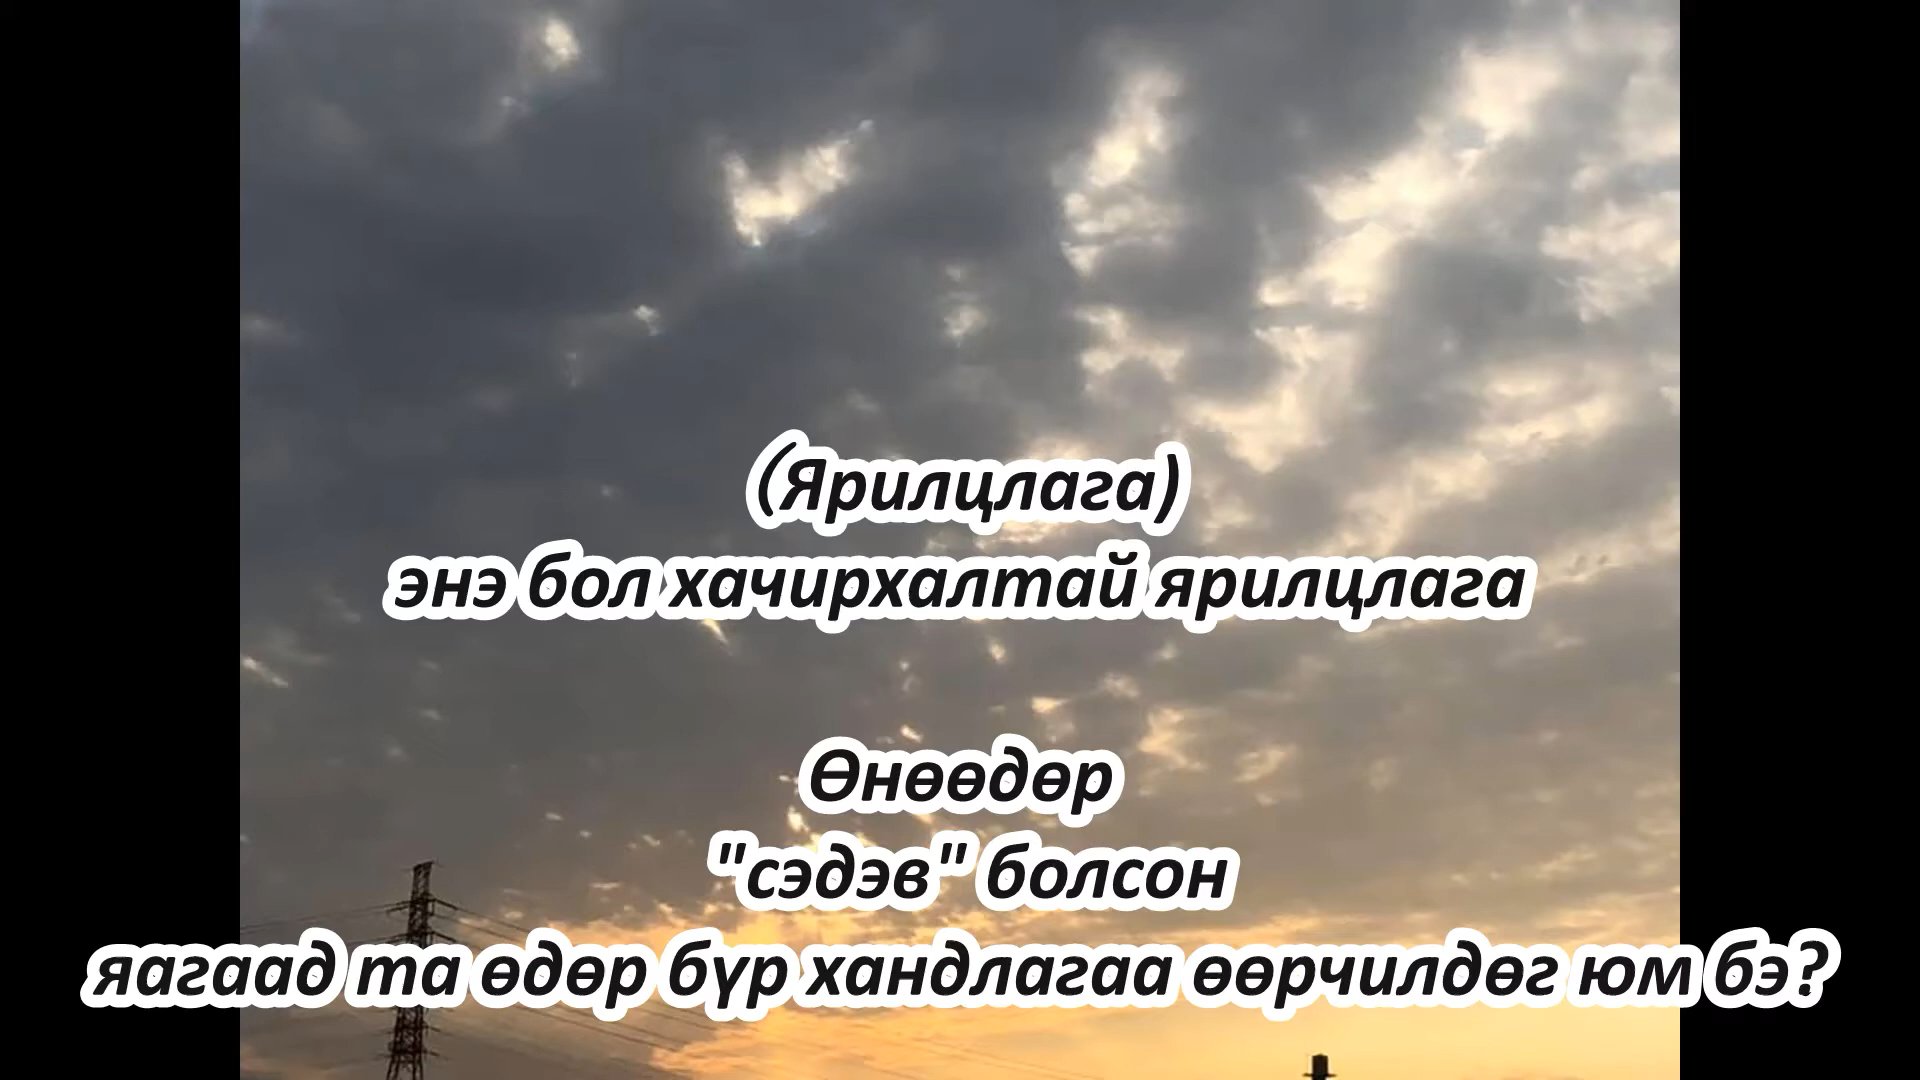 (Ярилцлага)
энэ бол хачирхалтай ярилцлага
Өнөөдөр
"сэдэв" болсон
яагаад та өдөр бүр хандлагаа өөрчилдөг юм бэ?